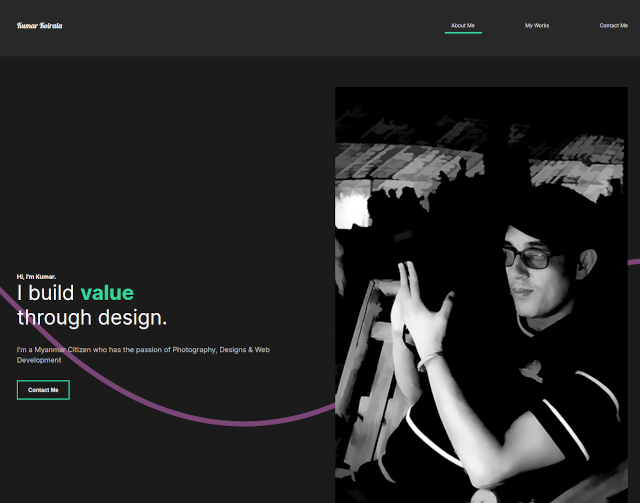 Kumar Koirala
About Me
My Works
Contact Me
Hi, I'm Kumar.
I build value
through design.
I'm a Myanmar Citizen who has the passion of Photography, Designs & Web
Development
Contact Me